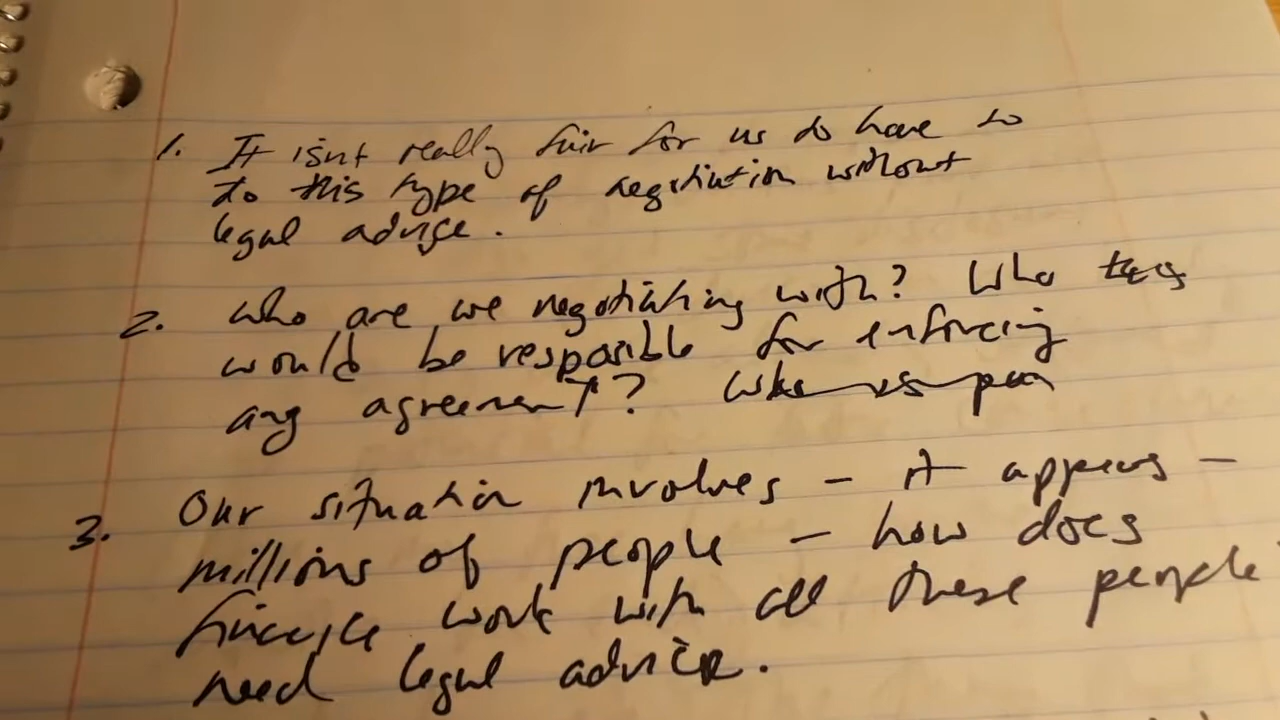 1. It isnt really fair for us to have to
do this type of negotiation without
legal advice.
2. Who are we negotiating with? Who
would be responsible for enforcing
any agreement? Who is
3. Our situation involves - it appears -
millions of people - how does
work with all these people
need legal advice.